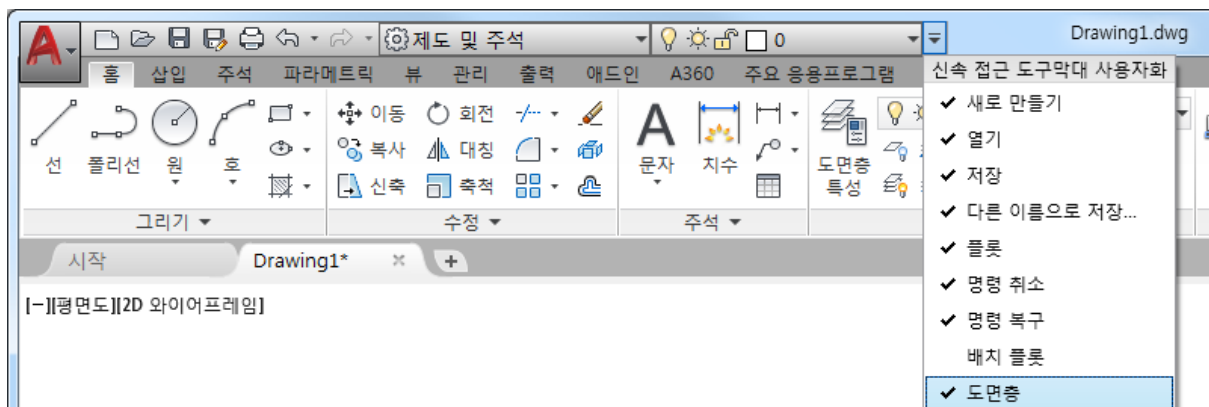 제도 및 주석
0
Drawing1.dwg
홈 삽입 주석 파라메트릭 뷰 관리 출력 애드인 A360 주요 응용프로그램
신속 접근 도구막대 사용자화
새로 만들기
열기
저장
다른 이름으로 저장...
플롯
명령 취소
명령 복구
배치 플롯
도면층
선 폴리선 원 호
이동 회전
복사 대칭
신축 축척
문자 치수
도면층
특성
그리기 수정 주석
시작 Drawing1*
[-][평면도][2D 와이어프레임]